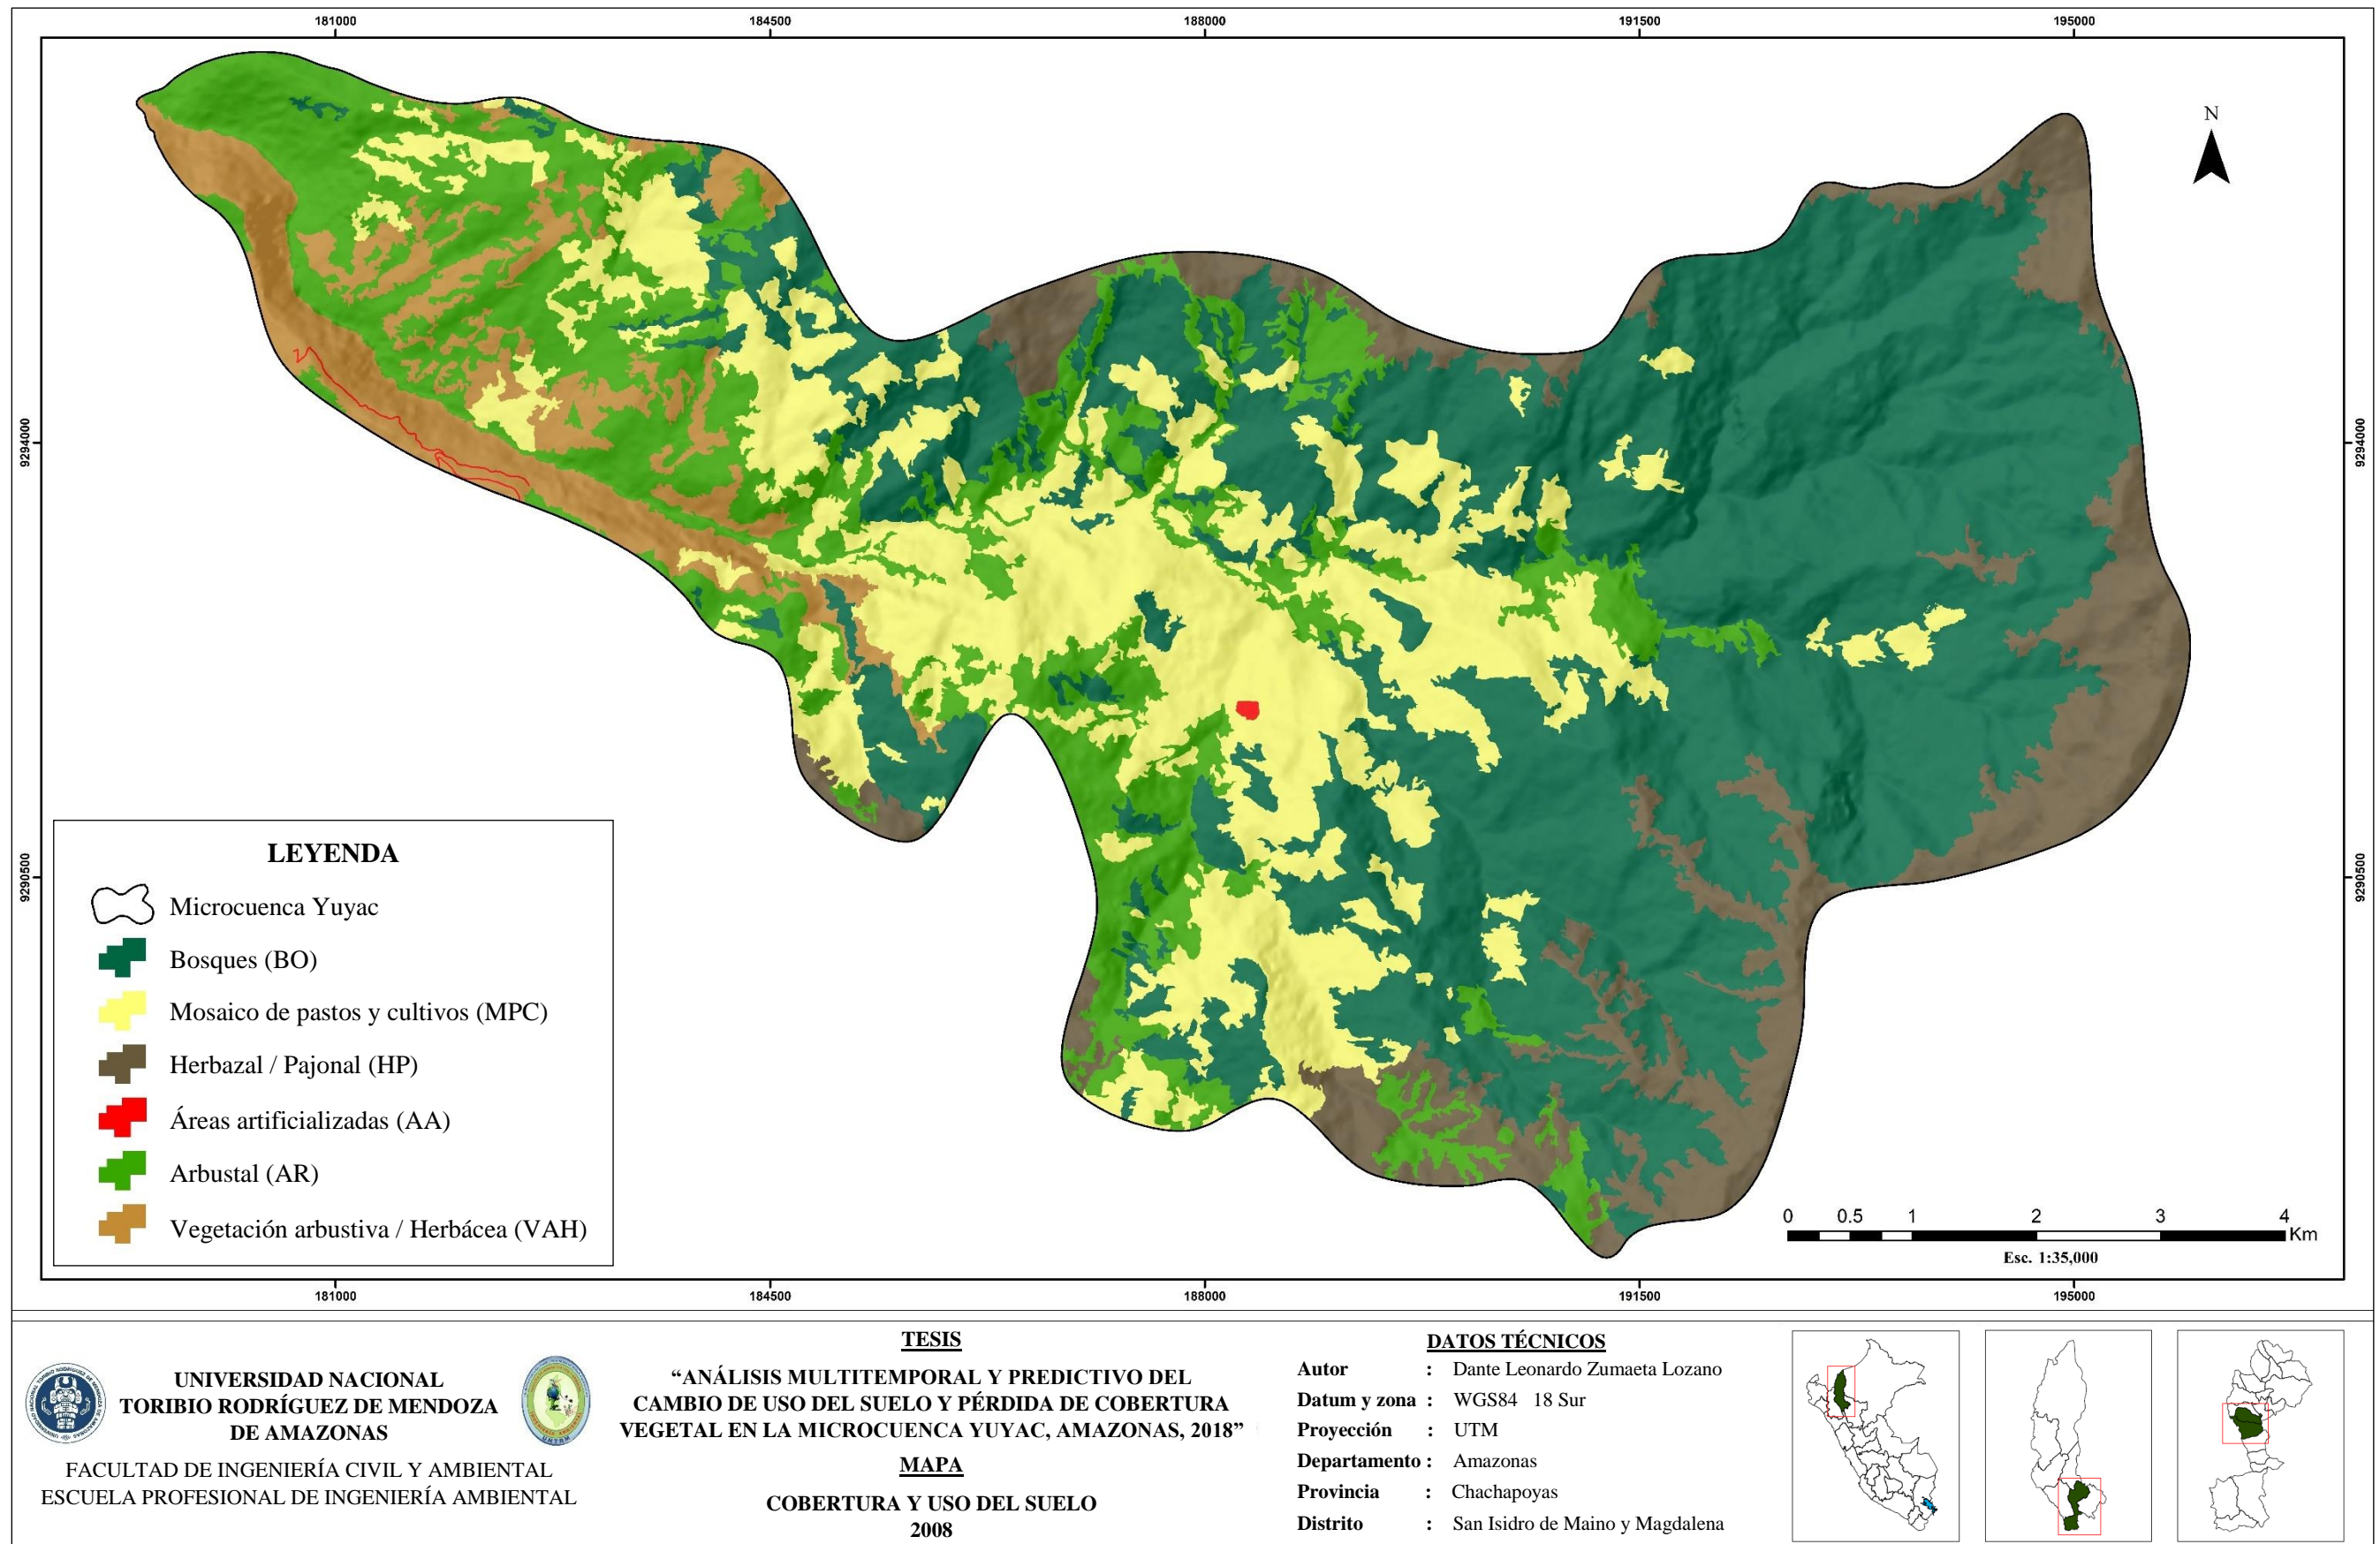 181000 184500 188000 191500 195000
N
9294000 9294000
9290500 9290500
LEYENDA
Microcuenca Yuyac
Bosques (BO)
Mosaico de pastos y cultivos (MPC)
Herbazal / Pajonal (HP)
Áreas artificializadas (AA)
Arbustal (AR)
Vegetación arbustiva / Herbácea (VAH)
0 0.5 1 2 3 4
Km
Esc. 1:35,000
181000 184500 188000 191500 195000
UNIVERSIDAD NACIONAL
TORIBIO RODRÍGUEZ DE MENDOZA
DE AMAZONAS
FACULTAD DE INGENIERÍA CIVIL Y AMBIENTAL
ESCUELA PROFESIONAL DE INGENIERÍA AMBIENTAL
TESIS
“ANÁLISIS MULTITEMPORAL Y PREDICTIVO DEL
CAMBIO DE USO DEL SUELO Y PÉRDIDA DE COBERTURA
VEGETAL EN LA MICROCUENCA YUYAC, AMAZONAS, 2018”
MAPA
COBERTURA Y USO DEL SUELO
2008
DATOS TÉCNICOS
Autor : Dante Leonardo Zumaeta Lozano
Datum y zona : WGS84 18 Sur
Proyección : UTM
Departamento : Amazonas
Provincia : Chachapoyas
Distrito : San Isidro de Maino y Magdalena